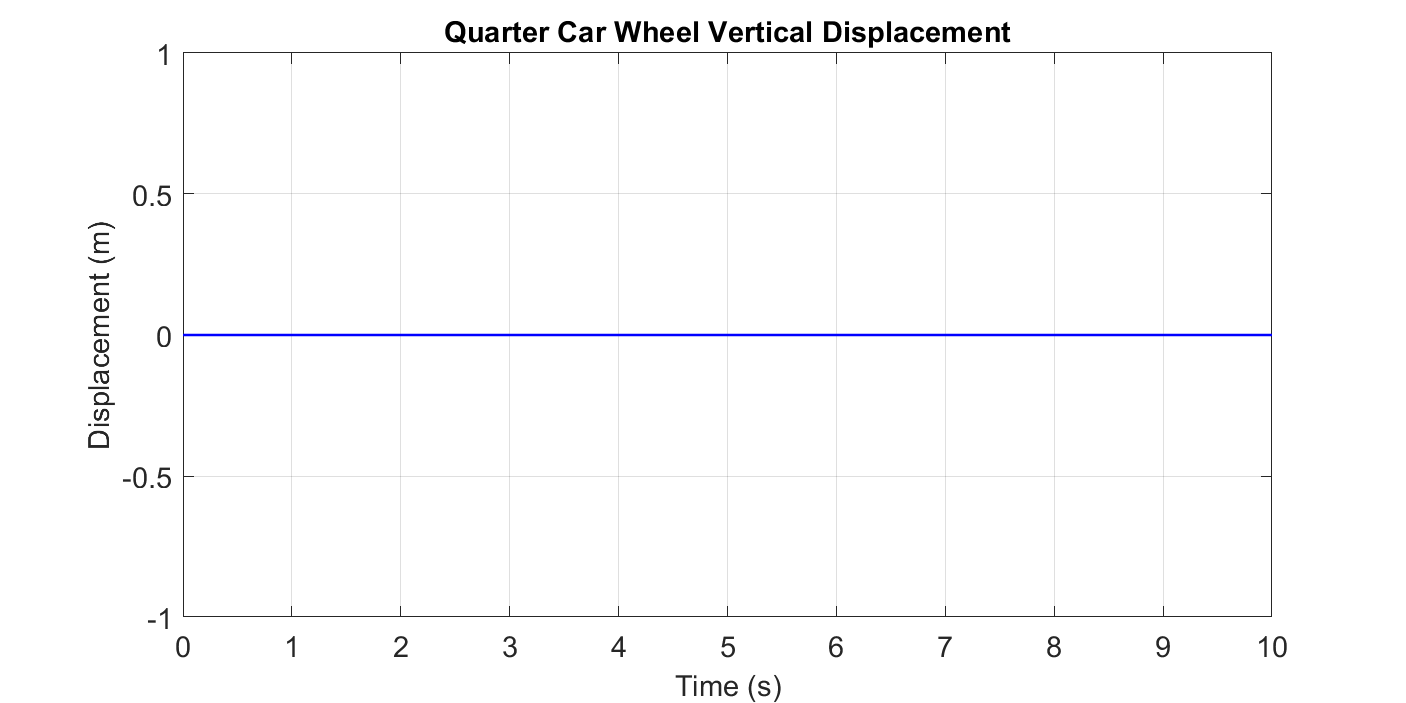 Quarter Car Wheel Vertical Displacement
1
0.5
0
-0.5
-1
Displacement (m)
0 1 2 3 4 5 6 7 8 9 10
Time (s)